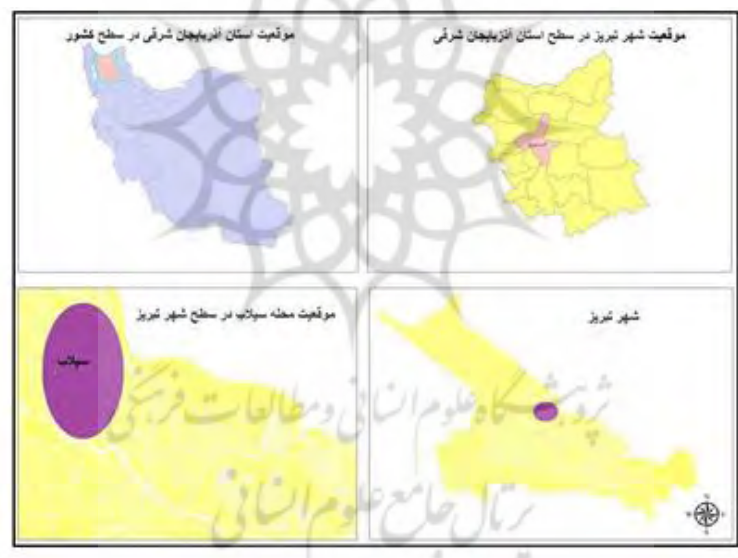 موقعیت استان آذربایجان شرقی در سطح کشور
موقعیت شهر تبریز در سطح استان آذربایجان شرقی
موقعیت محله سیلاب در سطح شهر تبریز
سیلاب
شهر تبریز
پژوهشگاه علوم انسانی و مطالعات فرهنگی
پرتال جامع علوم انسانی